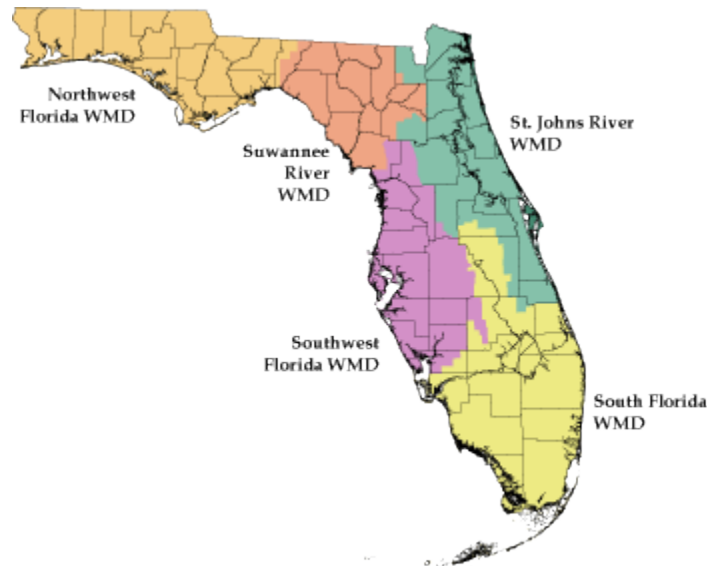 Northwest
Florida WMD
St. Johns River
WMD
Suwannee
River
WMD
Southwest
Florida WMD
South Florida
WMD